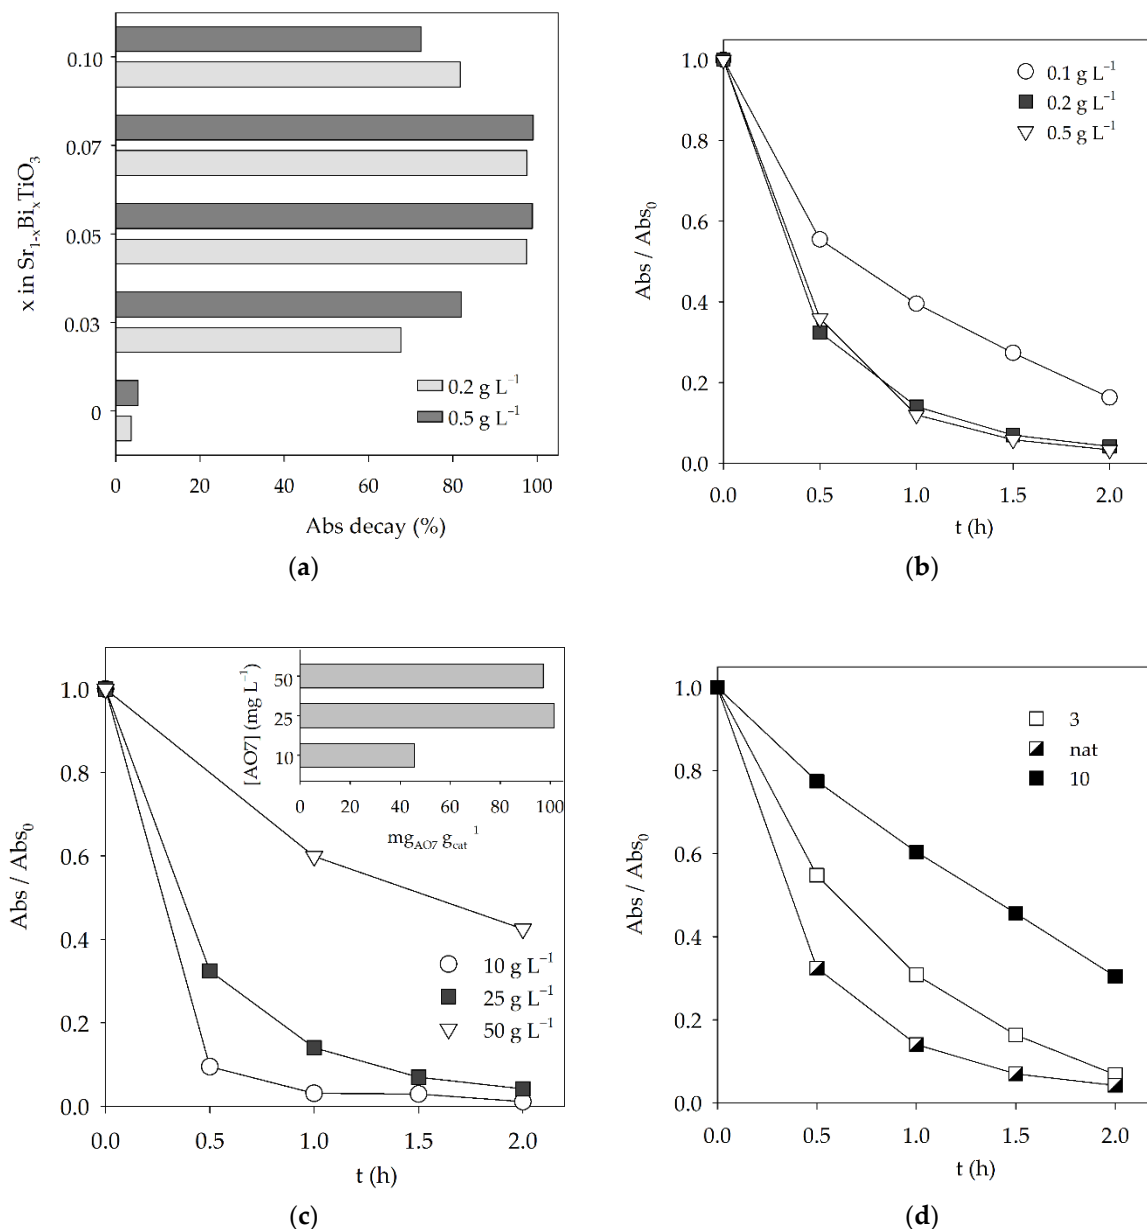 0.10
0.07
0.05
0.03
0
x in Sr1-xBixTiO3
0.2 g L−1
0.5 g L−1
0 20 40 60 80 100
Abs decay (%)
(a)
1.0
0.8
0.6
0.4
0.2
0.0
Abs / Abs0
0.1 g L−1
0.2 g L−1
0.5 g L−1
0.0 0.5 1.0 1.5 2.0
t (h)
(b)
1.0
0.8
0.6
0.4
0.2
0.0
Abs / Abs0
[AO7] (mg L−1)
50
25
10
0 20 40 60 80 100
mgAO7 gcat 1
10 g L−1
25 g L−1
50 g L−1
0.0 0.5 1.0 1.5 2.0
t (h)
(c)
1.0
0.8
0.6
0.4
0.2
0.0
Abs / Abs0
3
nat
10
0.0 0.5 1.0 1.5 2.0
t (h)
(d)